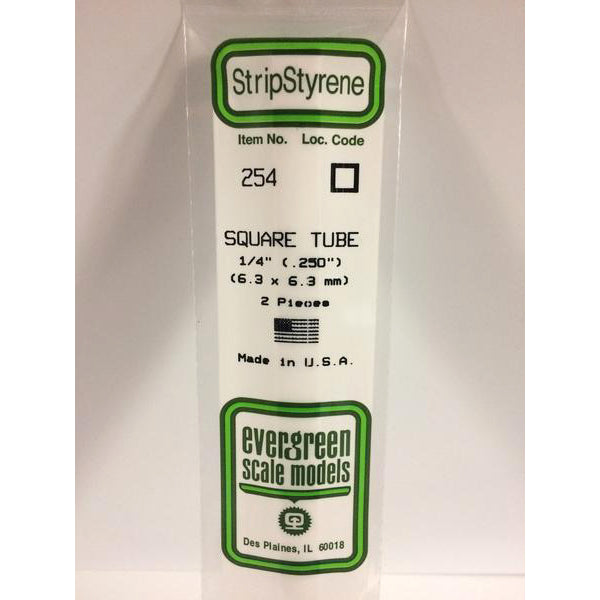 StripStyrene
Item No. Loc. Code
254
SQUARE TUBE
1/4" (.250")
(6.3 x 6.3 mm)
2 Pieces
Made in U.S.A.
evergreen
scale models
Des Plaines, IL 60018